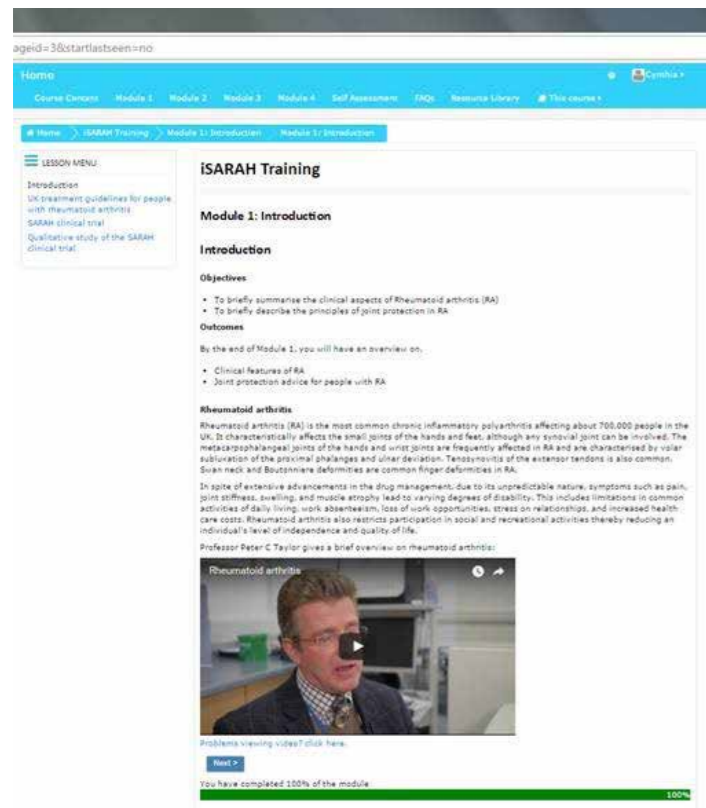 ageid=3&startlastseen=no
Home
Cynthia
Course Content Module 1 Module 2 Module 3 Module 4 Self Assessment FAQs Resource Library This course
Home iSARAH Training Module 1: Introduction Module 1: Introduction
LESSON MENU
Introduction
UK treatment guidelines for people
with rheumatoid arthritis
SARAH clinical trial
Qualitative study of the SARAH
clinical trial
iSARAH Training
Module 1: Introduction
Introduction
Objectives
• To briefly summarise the clinical aspects of Rheumatoid arthritis (RA)
• To briefly describe the principles of joint protection in RA
Outcomes
By the end of Module 1, you will have an overview on,
• Clinical features of RA
• Joint protection advice for people with RA
Rheumatoid arthritis
Rheumatoid arthritis (RA) is the most common chronic inflammatory polyarthritis affecting about 700,000 people in the
UK. It characteristically affects the small joints of the hands and feet, although any synovial joint can be involved. The
metacarpophalangeal joints of the hands and wrist joints are frequently affected in RA and are characterised by volar
subluxation of the proximal phalanges and ulnar deviation. Tenosynovitis of the extensor tendons is also common.
Swan neck and Boutonniere deformities are common finger deformities in RA.
In spite of extensive advancements in the drug management, due to its unpredictable nature, symptoms such as pain,
joint stiffness, swelling, and muscle atrophy lead to varying degrees of disability. This includes limitations in common
activities of daily living, work absenteeism, loss of work opportunities, stress on relationships, and increased health
care costs. Rheumatoid arthritis also restricts participation in social and recreational activities thereby reducing an
individual's level of independence and quality of life.
Professor Peter C Taylor gives a brief overview on rheumatoid arthritis:
Rheumatoid arthritis
Problems viewing video? click here.
Next >
You have completed 100% of the module
100%